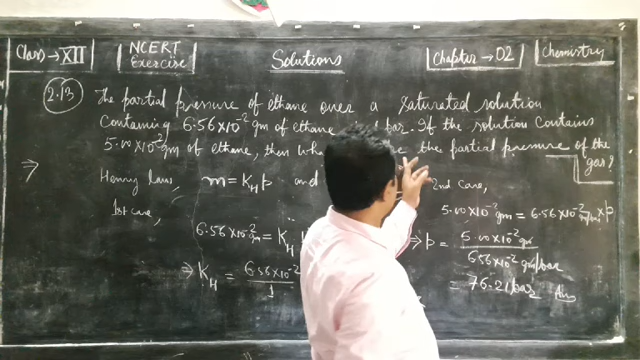 Class → XII
NCERT
Exercise
Solutions
Chapter → 02
Chemistry
2.13
The partial pressure of ethane over a saturated solution
containing 6.56×10⁻² gm of ethane bar. If the solution contains
5.00×10⁻² gm of ethane, then the partial pressure of the
gas?
⇒ Henry law, m = K_H p and
2nd case,
1st case,
5.00×10⁻² gm = 6.56×10⁻² gm/bar × p
6.56×10⁻² gm = K_H
⇒ p = 5.00×10⁻² gm / 6.56×10⁻² gm/bar
⇒ K_H = 6.56×10⁻² / 1
= 76.21 bar Ans